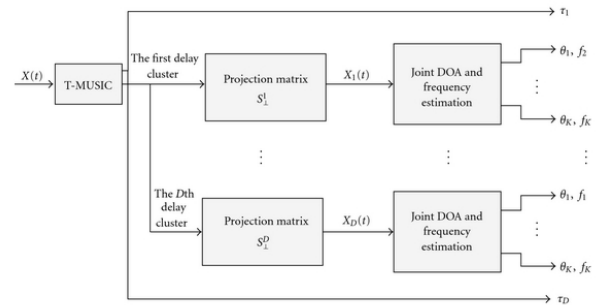 τ1
X(t)
T-MUSIC
The first delay
cluster
Projection matrix
S⊥^1
X1(t)
Joint DOA and
frequency
estimation
θ1, f2
θK, fK
The Dth
delay
cluster
Projection matrix
S⊥^D
XD(t)
Joint DOA and
frequency
estimation
θ1, f1
θK, fK
τD